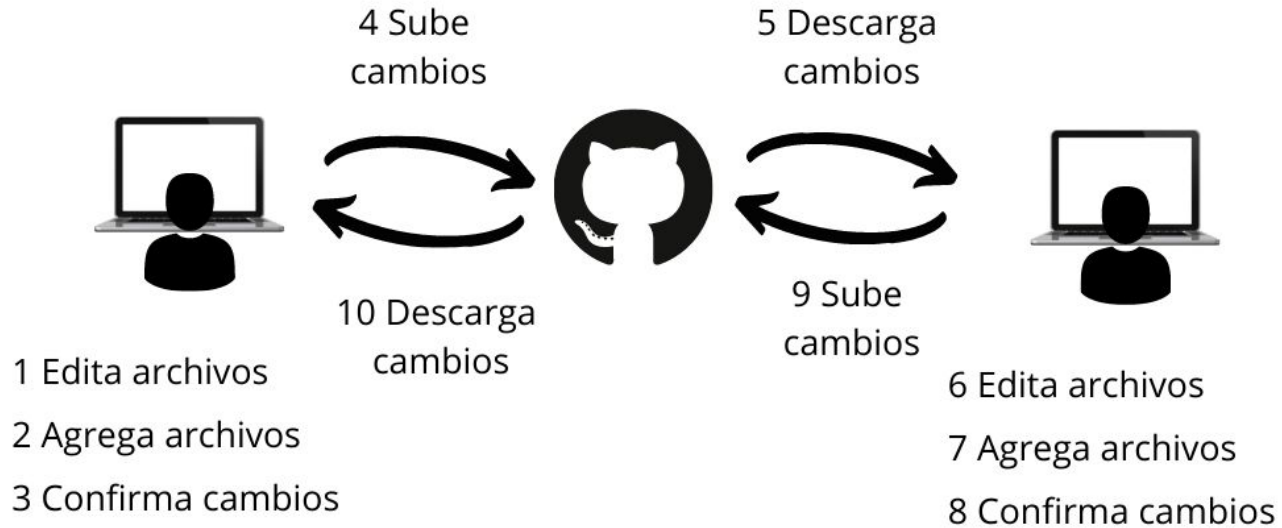 4 Sube
cambios
5 Descarga
cambios
10 Descarga
cambios
9 Sube
cambios
1 Edita archivos
2 Agrega archivos
3 Confirma cambios
6 Edita archivos
7 Agrega archivos
8 Confirma cambios